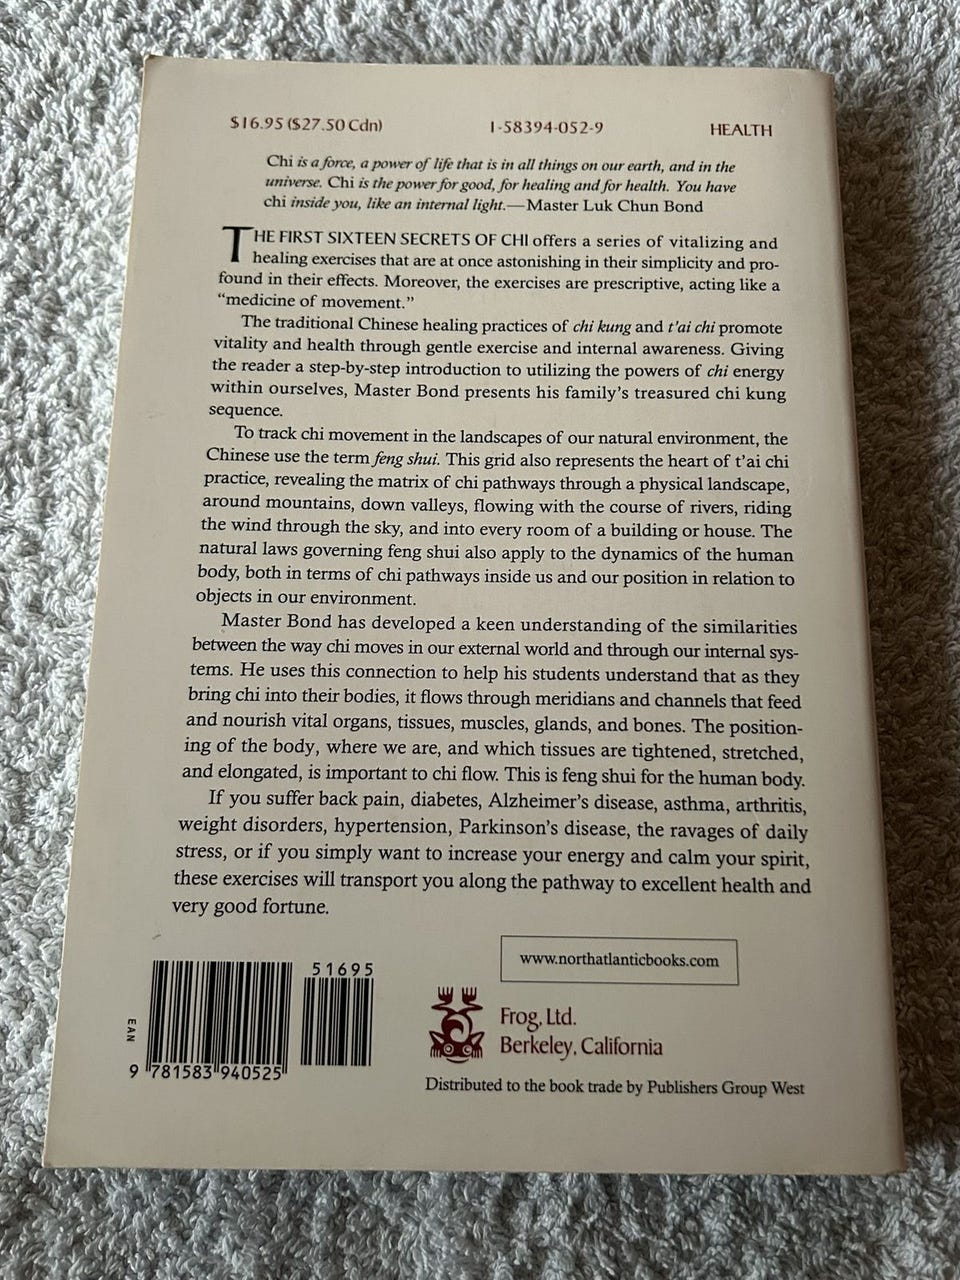 $16.95 ($27.50 Cdn) 1-58394-052-9 HEALTH
Chi is a force, a power of life that is in all things on our earth, and in the
universe. Chi is the power for good, for healing and for health. You have
chi inside you, like an internal light.—Master Luk Chun Bond
THE FIRST SIXTEEN SECRETS OF CHI offers a series of vitalizing and
healing exercises that are at once astonishing in their simplicity and pro-
found in their effects. Moreover, the exercises are prescriptive, acting like a
“medicine of movement.”
The traditional Chinese healing practices of chi kung and t’ai chi promote
vitality and health through gentle exercise and internal awareness. Giving
the reader a step-by-step introduction to utilizing the powers of chi energy
within ourselves, Master Bond presents his family’s treasured chi kung
sequence.
To track chi movement in the landscapes of our natural environment, the
Chinese use the term feng shui. This grid also represents the heart of t’ai chi
practice, revealing the matrix of chi pathways through a physical landscape,
around mountains, down valleys, flowing with the course of rivers, riding
the wind through the sky, and into every room of a building or house. The
natural laws governing feng shui also apply to the dynamics of the human
body, both in terms of chi pathways inside us and our position in relation to
objects in our environment.
Master Bond has developed a keen understanding of the similarities
between the way chi moves in our external world and through our internal sys-
tems. He uses this connection to help his students understand that as they
bring chi into their bodies, it flows through meridians and channels that feed
and nourish vital organs, tissues, muscles, glands, and bones. The position-
ing of the body, where we are, and which tissues are tightened, stretched,
and elongated, is important to chi flow. This is feng shui for the human body.
If you suffer back pain, diabetes, Alzheimer’s disease, asthma, arthritis,
weight disorders, hypertension, Parkinson’s disease, the ravages of daily
stress, or if you simply want to increase your energy and calm your spirit,
these exercises will transport you along the pathway to excellent health and
very good fortune.
51695
EAN
9 781583 940525
www.northatlanticbooks.com
Frog, Ltd.
Berkeley, California
Distributed to the book trade by Publishers Group West